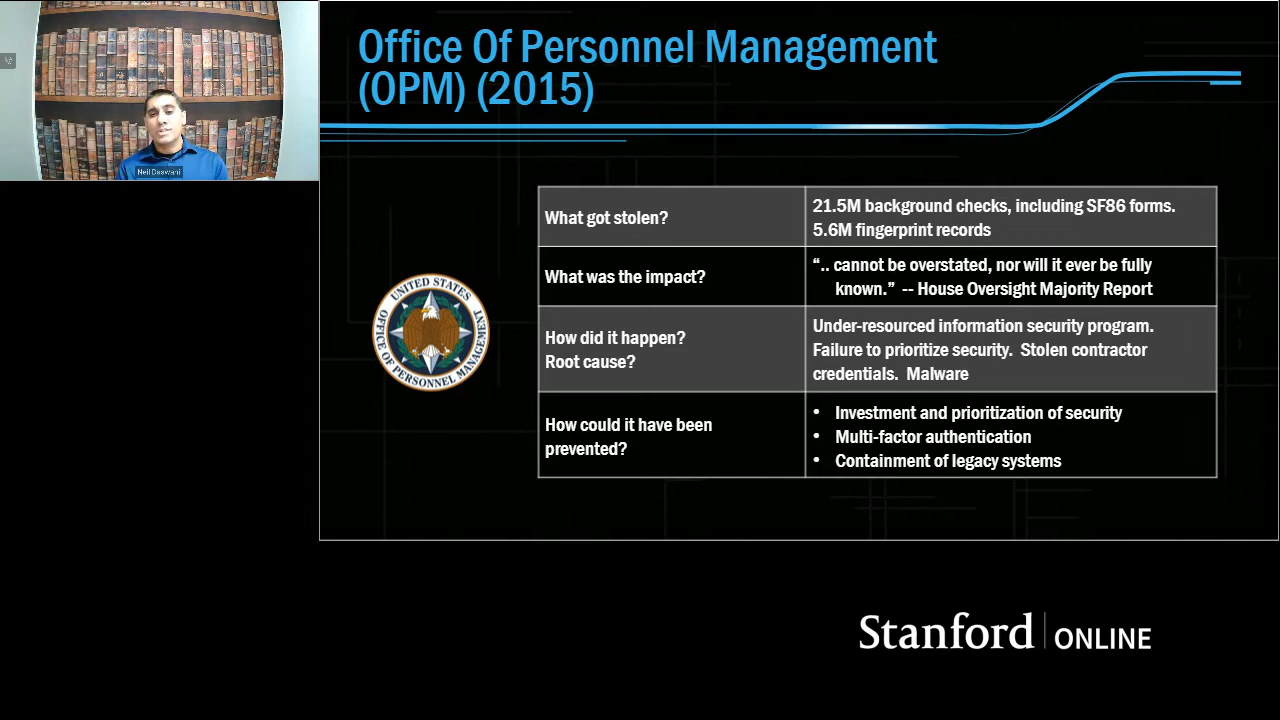 Neil Daswani
Office Of Personnel Management
(OPM) (2015)
UNITED STATES
OFFICE OF PERSONNEL MANAGEMENT
What got stolen?
21.5M background checks, including SF86 forms.
5.6M fingerprint records
What was the impact?
“.. cannot be overstated, nor will it ever be fully
known.” -- House Oversight Majority Report
How did it happen?
Root cause?
Under-resourced information security program.
Failure to prioritize security. Stolen contractor
credentials. Malware
How could it have been
prevented?
• Investment and prioritization of security
• Multi-factor authentication
• Containment of legacy systems
Stanford ONLINE